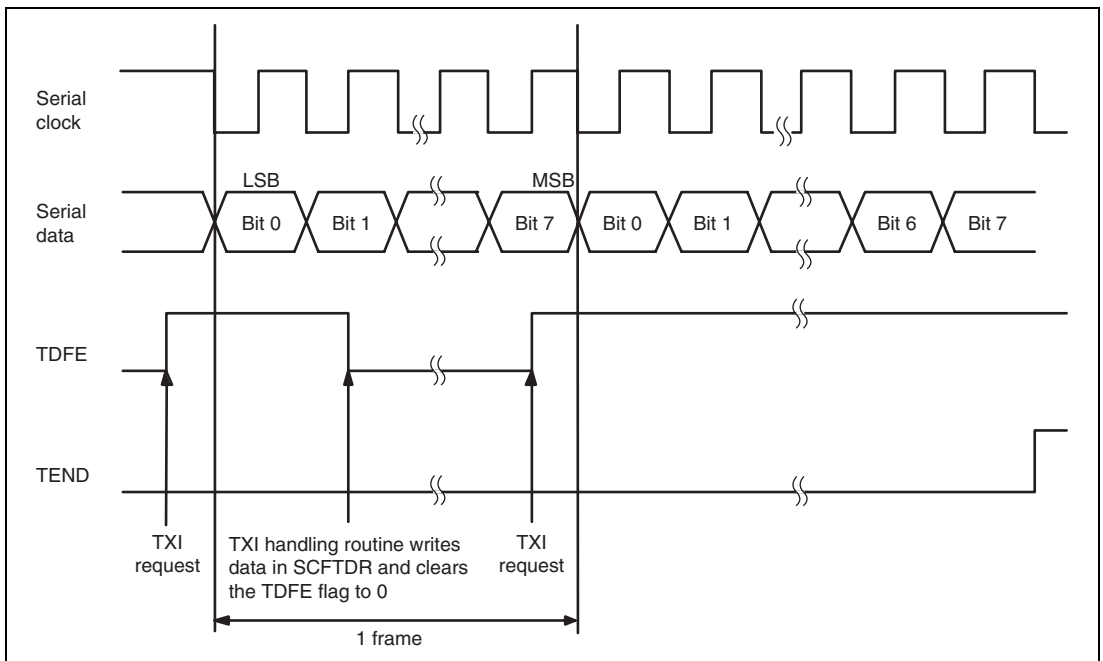 Serial
clock
LSB
MSB
Serial
data
Bit 0
Bit 1
Bit 7
Bit 0
Bit 1
Bit 6
Bit 7
TDFE
TEND
TXI
request
TXI handling routine writes
data in SCFTDR and clears
the TDFE flag to 0
TXI
request
1 frame